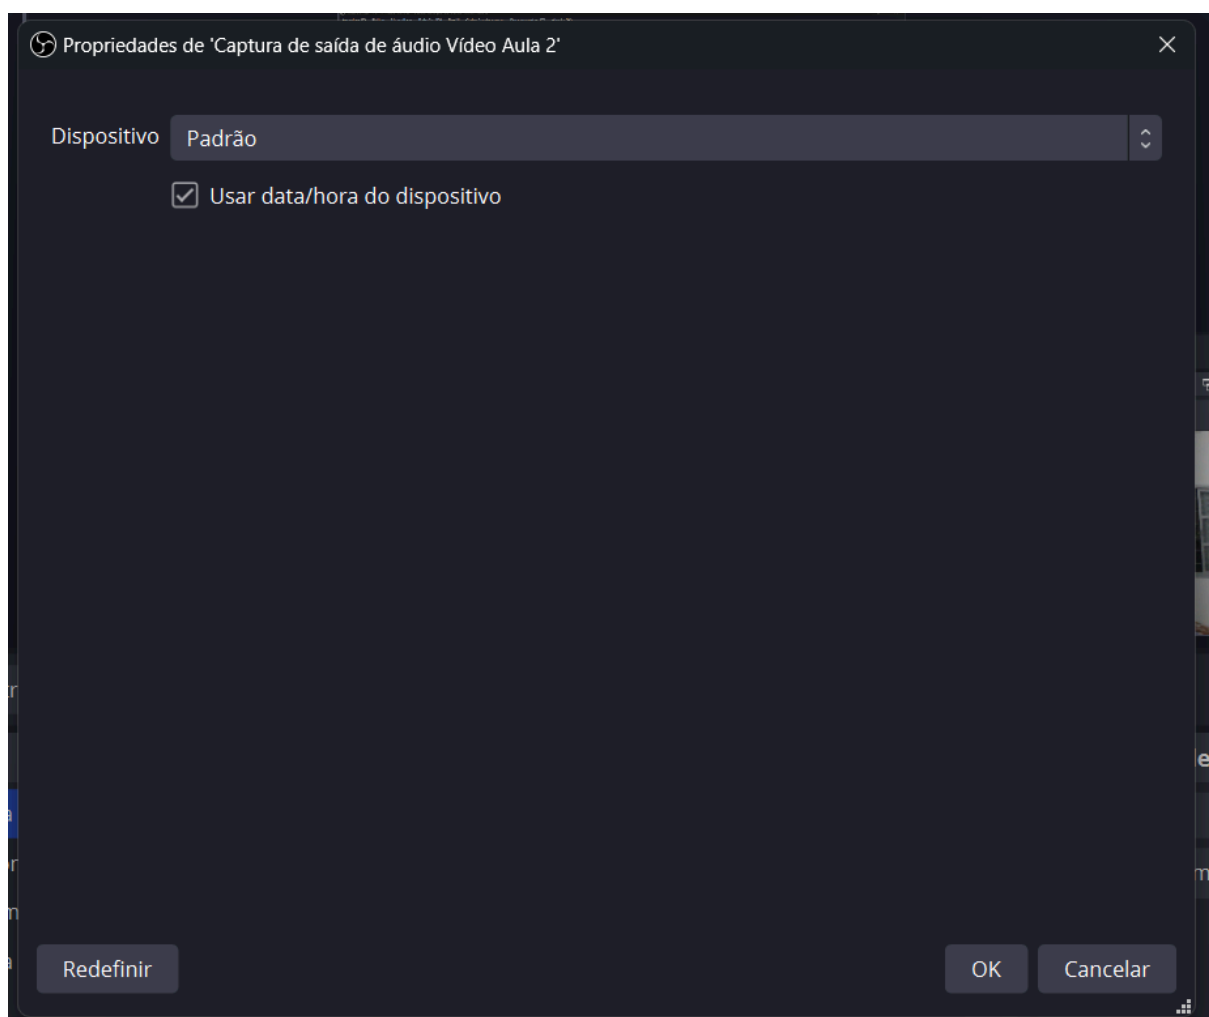 Propriedades de 'Captura de saída de áudio Vídeo Aula 2'
Dispositivo Padrão
Usar data/hora do dispositivo
Redefinir OK Cancelar